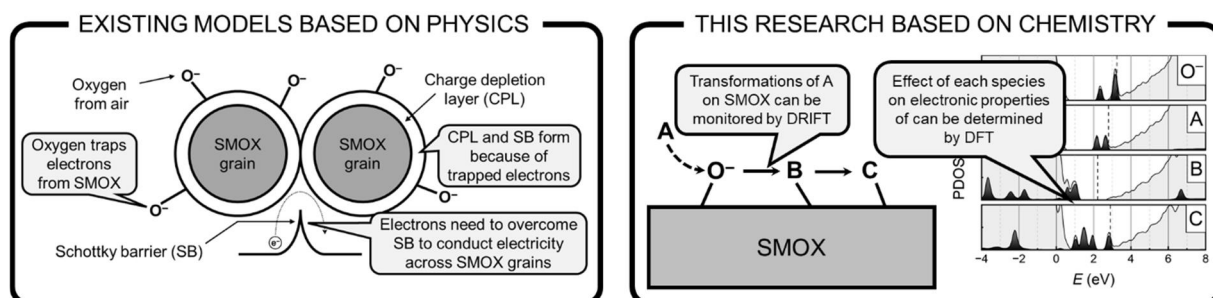 EXISTING MODELS BASED ON PHYSICS
O⁻
O⁻
O⁻
Oxygen
from air
Charge depletion
layer (CPL)
Oxygen traps
electrons
from SMOX
SMOX
grain
SMOX
grain
CPL and SB form
because of
trapped electrons
O⁻
O⁻
Schottky barrier (SB)
e⁻
Electrons need to overcome
SB to conduct electricity
across SMOX grains
THIS RESEARCH BASED ON CHEMISTRY
Transformations of A
on SMOX can be
monitored by DRIFT
Effect of each species
on electronic properties
of can be determined
by DFT
A
O⁻
B
C
SMOX
PDOS
O⁻
A
B
C
-4 -2 0 2 4 6 8
E (eV)